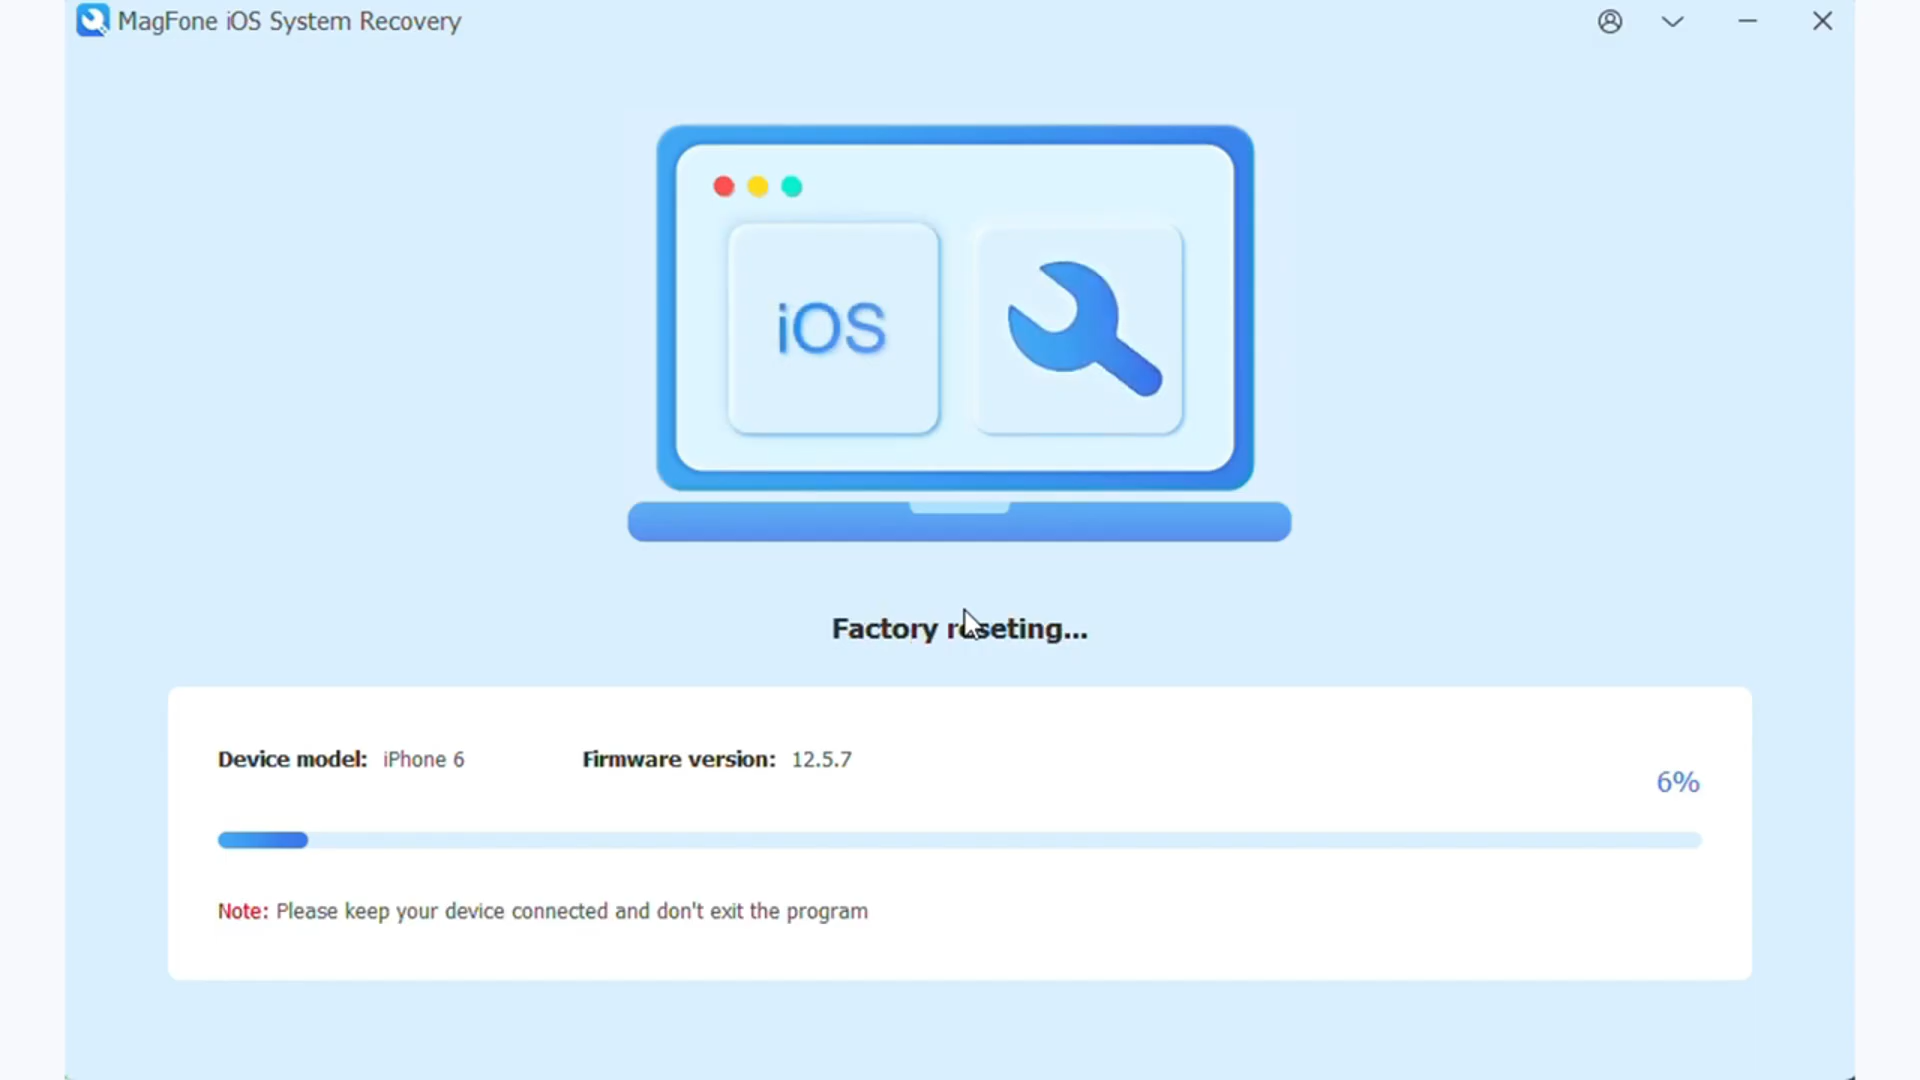 MagFone iOS System Recovery
iOS
Factory reseting...
Device model: iPhone 6 Firmware version: 12.5.7
6%
Note: Please keep your device connected and don't exit the program